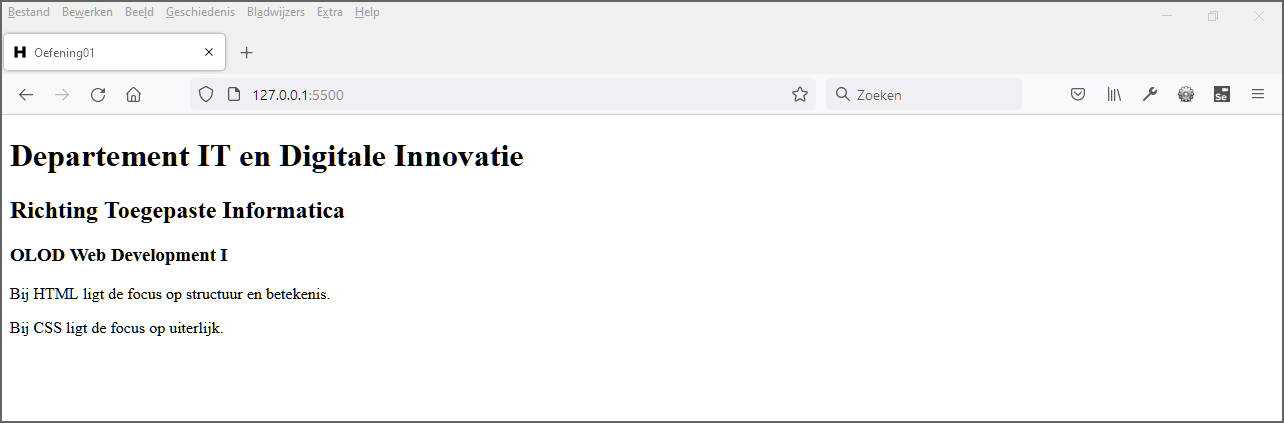 Bestand Bewerken Beeld Geschiedenis Bladwijzers Extra Help
H Oefening01
127.0.0.1:5500 Zoeken Se
Departement IT en Digitale Innovatie
Richting Toegepaste Informatica
OLOD Web Development I
Bij HTML ligt de focus op structuur en betekenis.
Bij CSS ligt de focus op uiterlijk.